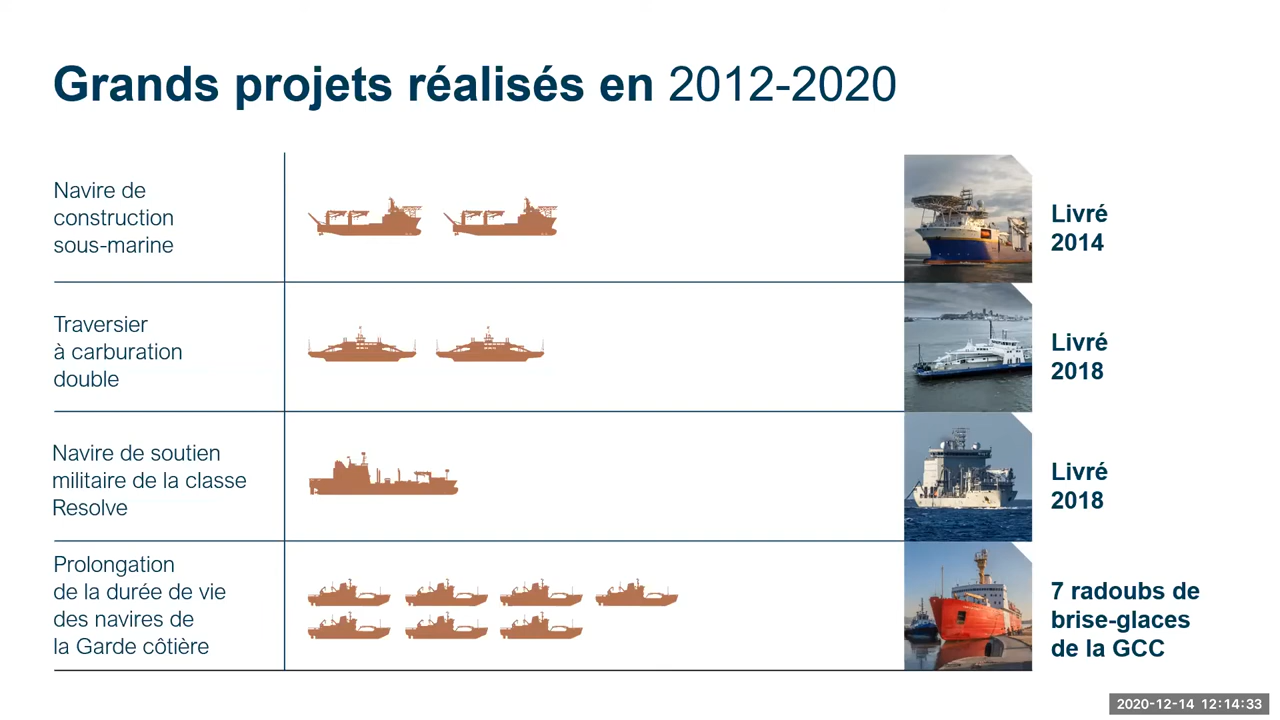 Grands projets réalisés en 2012-2020
Navire de
construction
sous-marine
Livré
2014
Traversier
à carburation
double
Livré
2018
Navire de soutien
militaire de la classe
Resolve
Livré
2018
Prolongation
de la durée de vie
des navires de
la Garde côtière
7 radoubs de
brise-glaces
de la GCC
2020-12-14 12:14:33